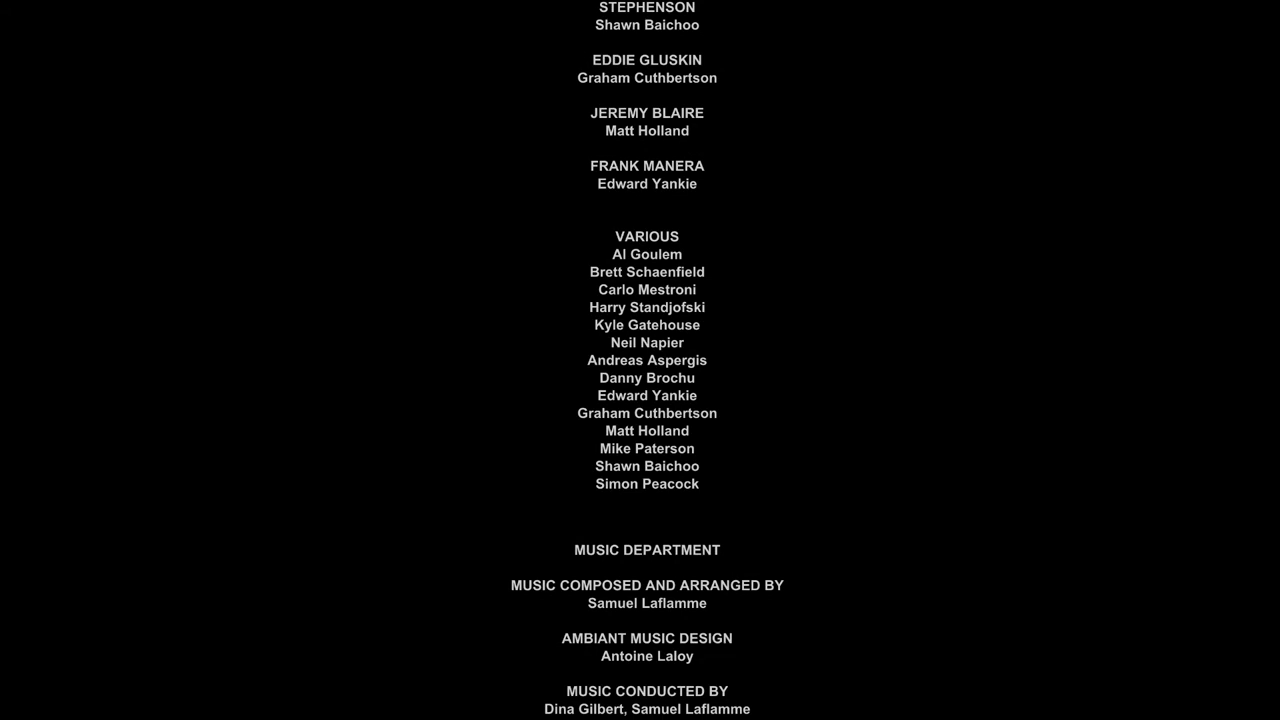 STEPHENSON
Shawn Baichoo
EDDIE GLUSKIN
Graham Cuthbertson
JEREMY BLAIRE
Matt Holland
FRANK MANERA
Edward Yankie
VARIOUS
Al Goulem
Brett Schaenfield
Carlo Mestroni
Harry Standjofski
Kyle Gatehouse
Neil Napier
Andreas Aspergis
Danny Brochu
Edward Yankie
Graham Cuthbertson
Matt Holland
Mike Paterson
Shawn Baichoo
Simon Peacock
MUSIC DEPARTMENT
MUSIC COMPOSED AND ARRANGED BY
Samuel Laflamme
AMBIANT MUSIC DESIGN
Antoine Laloy
MUSIC CONDUCTED BY
Dina Gilbert, Samuel Laflamme